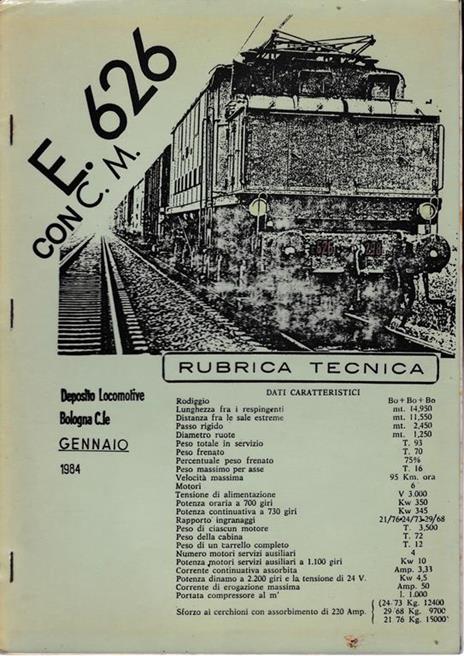 E. 626
CON C. M.
626 280
RUBRICA TECNICA
Deposito Locomotive
Bologna C.le
GENNAIO
1984
DATI CARATTERISTICI
Rodiggio Bo+Bo+Bo
Lunghezza fra i respingenti mt. 14,950
Distanza fra le sale estreme mt. 11,550
Passo rigido mt. 2,450
Diametro ruote mt. 1,250
Peso totale in servizio T. 93
Peso frenato T. 70
Percentuale peso frenato 75%
Peso massimo per asse T. 16
Velocità massima 95 Km. ora
Motori 6
Tensione di alimentazione V 3.000
Potenza oraria a 700 giri Kw 350
Potenza continuativa a 730 giri Kw 345
Rapporto ingranaggi 21/76-24/73-29/68
Peso di ciascun motore T. 3,500
Peso della cabina T. 72
Peso di un carrello completo T. 12
Numero motori servizi ausiliari 4
Potenza motori servizi ausiliari a 1.100 giri Kw 10
Corrente continuativa assorbita Amp. 3,33
Potenza dinamo a 2.200 giri e la tensione di 24 V. Kw 4,5
Corrente di erogazione massima Amp. 50
Portata compressore al m' l. 1.000
(24/73 Kg. 12400
Sforzo ai cerchioni con assorbimento di 220 Amp. 29/68 Kg. 9700
21/76 Kg. 15000